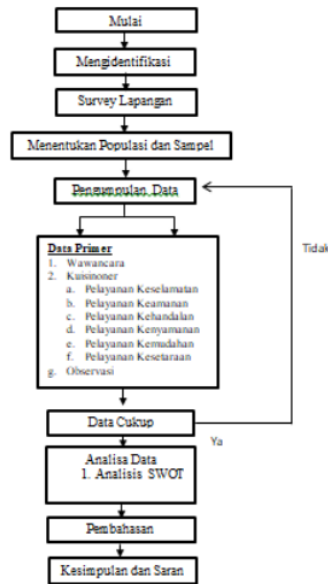 Mulai
Mengidentifikasi
Survey Lapangan
Menentukan Populasi dan Sampel
Pengumpulan Data
Data Primer
1. Wawancara
2. Kuisinoner
a. Pelayanan Keselamatan
b. Pelayanan Keamanan
c. Pelayanan Kehandalan
d. Pelayanan Kenyamanan
e. Pelayanan Kemudahan
f. Pelayanan Kesetaraan
g. Observasi
Tidak
Data Cukup
Ya
Analisa Data
1. Analisis SWOT
Pembahasan
Kesimpulan dan Saran